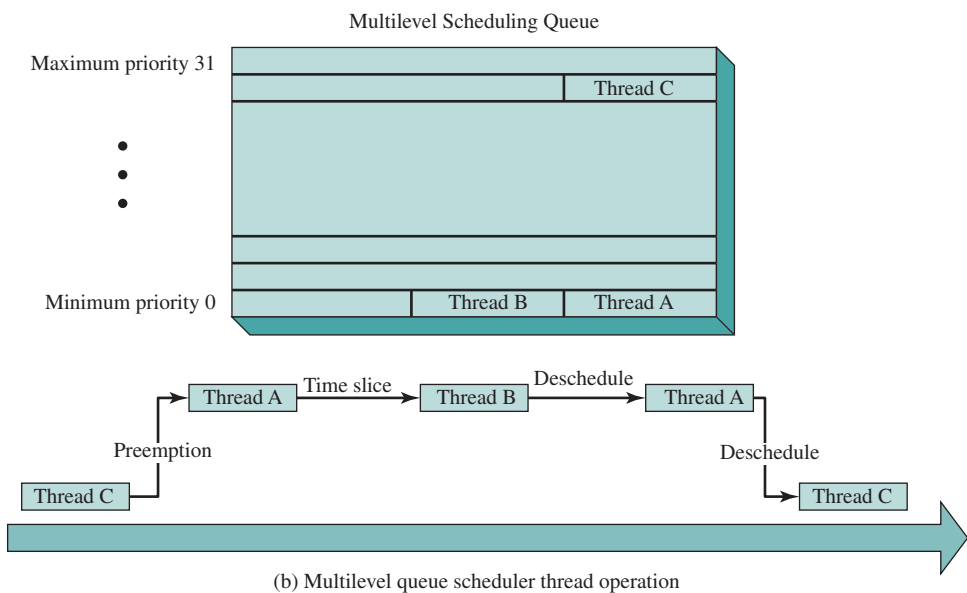 Multilevel Scheduling Queue
Maximum priority 31
Thread C
Minimum priority 0
Thread B
Thread A
Thread A
Time slice
Thread B
Deschedule
Thread A
Preemption
Deschedule
Thread C
Thread C
(b) Multilevel queue scheduler thread operation